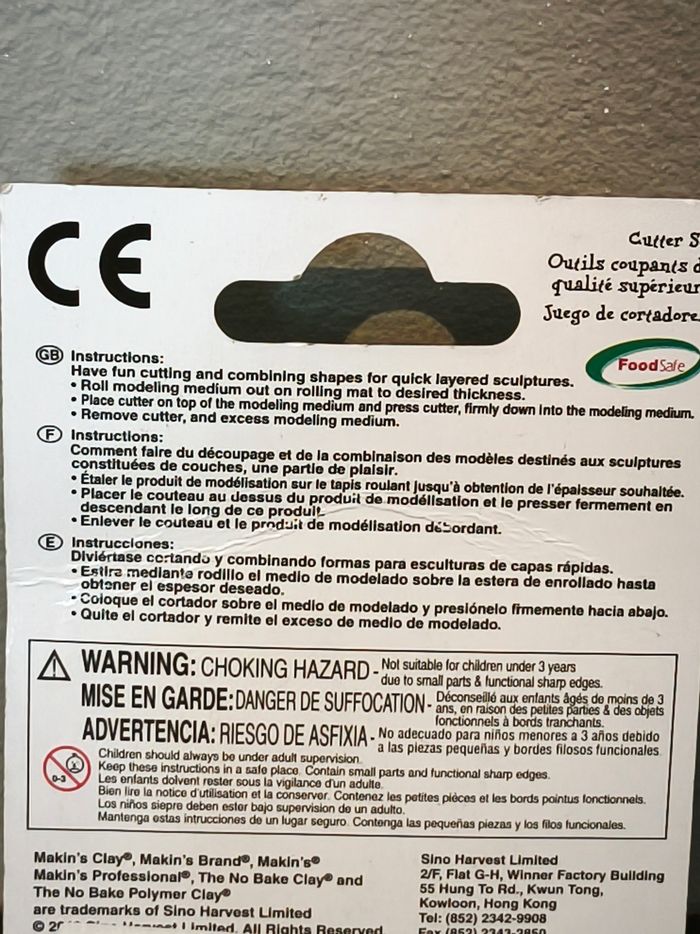 CE
Cutter S
Outils coupants d
qualité supérieur
Juego de cortadore
FoodSafe
GB Instructions:
Have fun cutting and combining shapes for quick layered sculptures.
• Roll modeling medium out on rolling mat to desired thickness.
• Place cutter on top of the modeling medium and press cutter, firmly down into the modeling medium.
• Remove cutter, and excess modeling medium.
F Instructions:
Comment faire du découpage et de la combinaison des modèles destinés aux sculptures
constituées de couches, une partie de plaisir.
• Étaler le produit de modélisation sur le tapis roulant jusqu'à obtention de l'épaisseur souhaitée.
• Placer le couteau au dessus du produit de modélisation et le presser fermement en
descendant le long de ce produit.
• Enlever le couteau et le produit de modélisation débordant.
E Instrucciones:
Diviértase cortando y combinando formas para esculturas de capas rápidas.
• Estire mediante rodillo el medio de modelado sobre la estera de enrollado hasta
obtener el espesor deseado.
• Coloque el cortador sobre el medio de modelado y presiónelo firmemente hacia abajo.
• Quite el cortador y remite el exceso de medio de modelado.
WARNING: CHOKING HAZARD - Not suitable for children under 3 years
due to small parts & functional sharp edges.
MISE EN GARDE: DANGER DE SUFFOCATION - Déconseillé aux enfants âgés de moins de 3
ans, en raison des petites parties & des objets
fonctionnels à bords tranchants.
ADVERTENCIA: RIESGO DE ASFIXIA - No adecuado para niños menores a 3 años debido
a las piezas pequeñas y bordes filosos funcionales
0-3
Children should always be under adult supervision.
Keep these instructions in a safe place. Contain small parts and functional sharp edges.
Les enfants doivent rester sous la vigilance d'un adulte.
Bien lire la notice d'utilisation et la conserver. Contenez les petites pièces et les bords pointus fonctionnels.
Los niños siepre deben ester bajo supervision de un adulto.
Mantenga estas intrucciones de un lugar seguro. Contenga las pequeñas piezas y los filos funcionales.
Makin's Clay®, Makin's Brand®, Makin's®
Makin's Professional®, The No Bake Clay® and
The No Bake Polymer Clay®
are trademarks of Sino Harvest Limited
Limited. All Rights Reserved
Sino Harvest Limited
2/F, Flat G-H, Winner Factory Building
55 Hung To Rd., Kwun Tong,
Kowloon, Hong Kong
Tel: (852) 2342-9908
Fax (852) 2342-3850